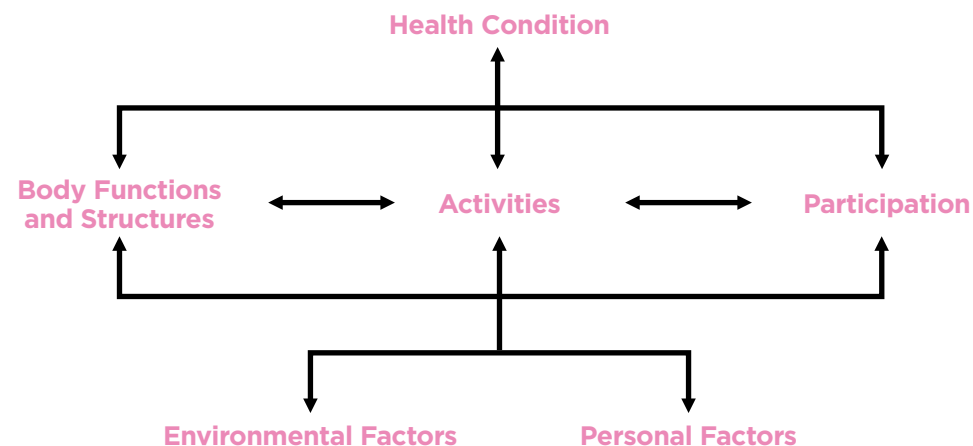 Health Condition
Body Functions
and Structures
Activities
Participation
Environmental Factors
Personal Factors